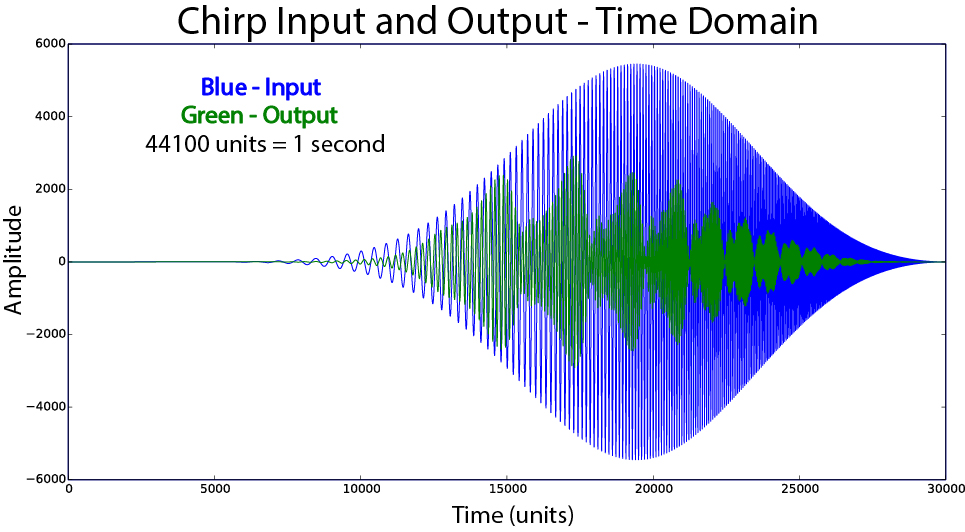 Chirp Input and Output - Time Domain
Blue - Input
Green - Output
44100 units = 1 second
Amplitude
6000
4000
2000
0
−2000
−4000
−6000
0 5000 10000 15000 20000 25000 30000
Time (units)